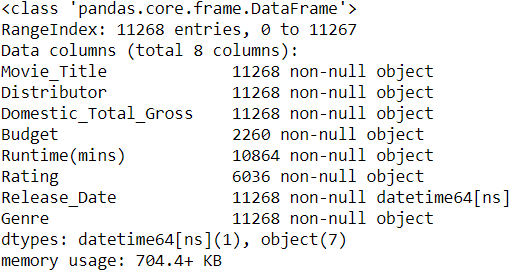 <class 'pandas.core.frame.DataFrame'>
RangeIndex: 11268 entries, 0 to 11267
Data columns (total 8 columns):
Movie_Title 11268 non-null object
Distributor 11268 non-null object
Domestic_Total_Gross 11268 non-null object
Budget 2260 non-null object
Runtime(mins) 10864 non-null object
Rating 6036 non-null object
Release_Date 11268 non-null datetime64[ns]
Genre 11268 non-null object
dtypes: datetime64[ns](1), object(7)
memory usage: 704.4+ KB